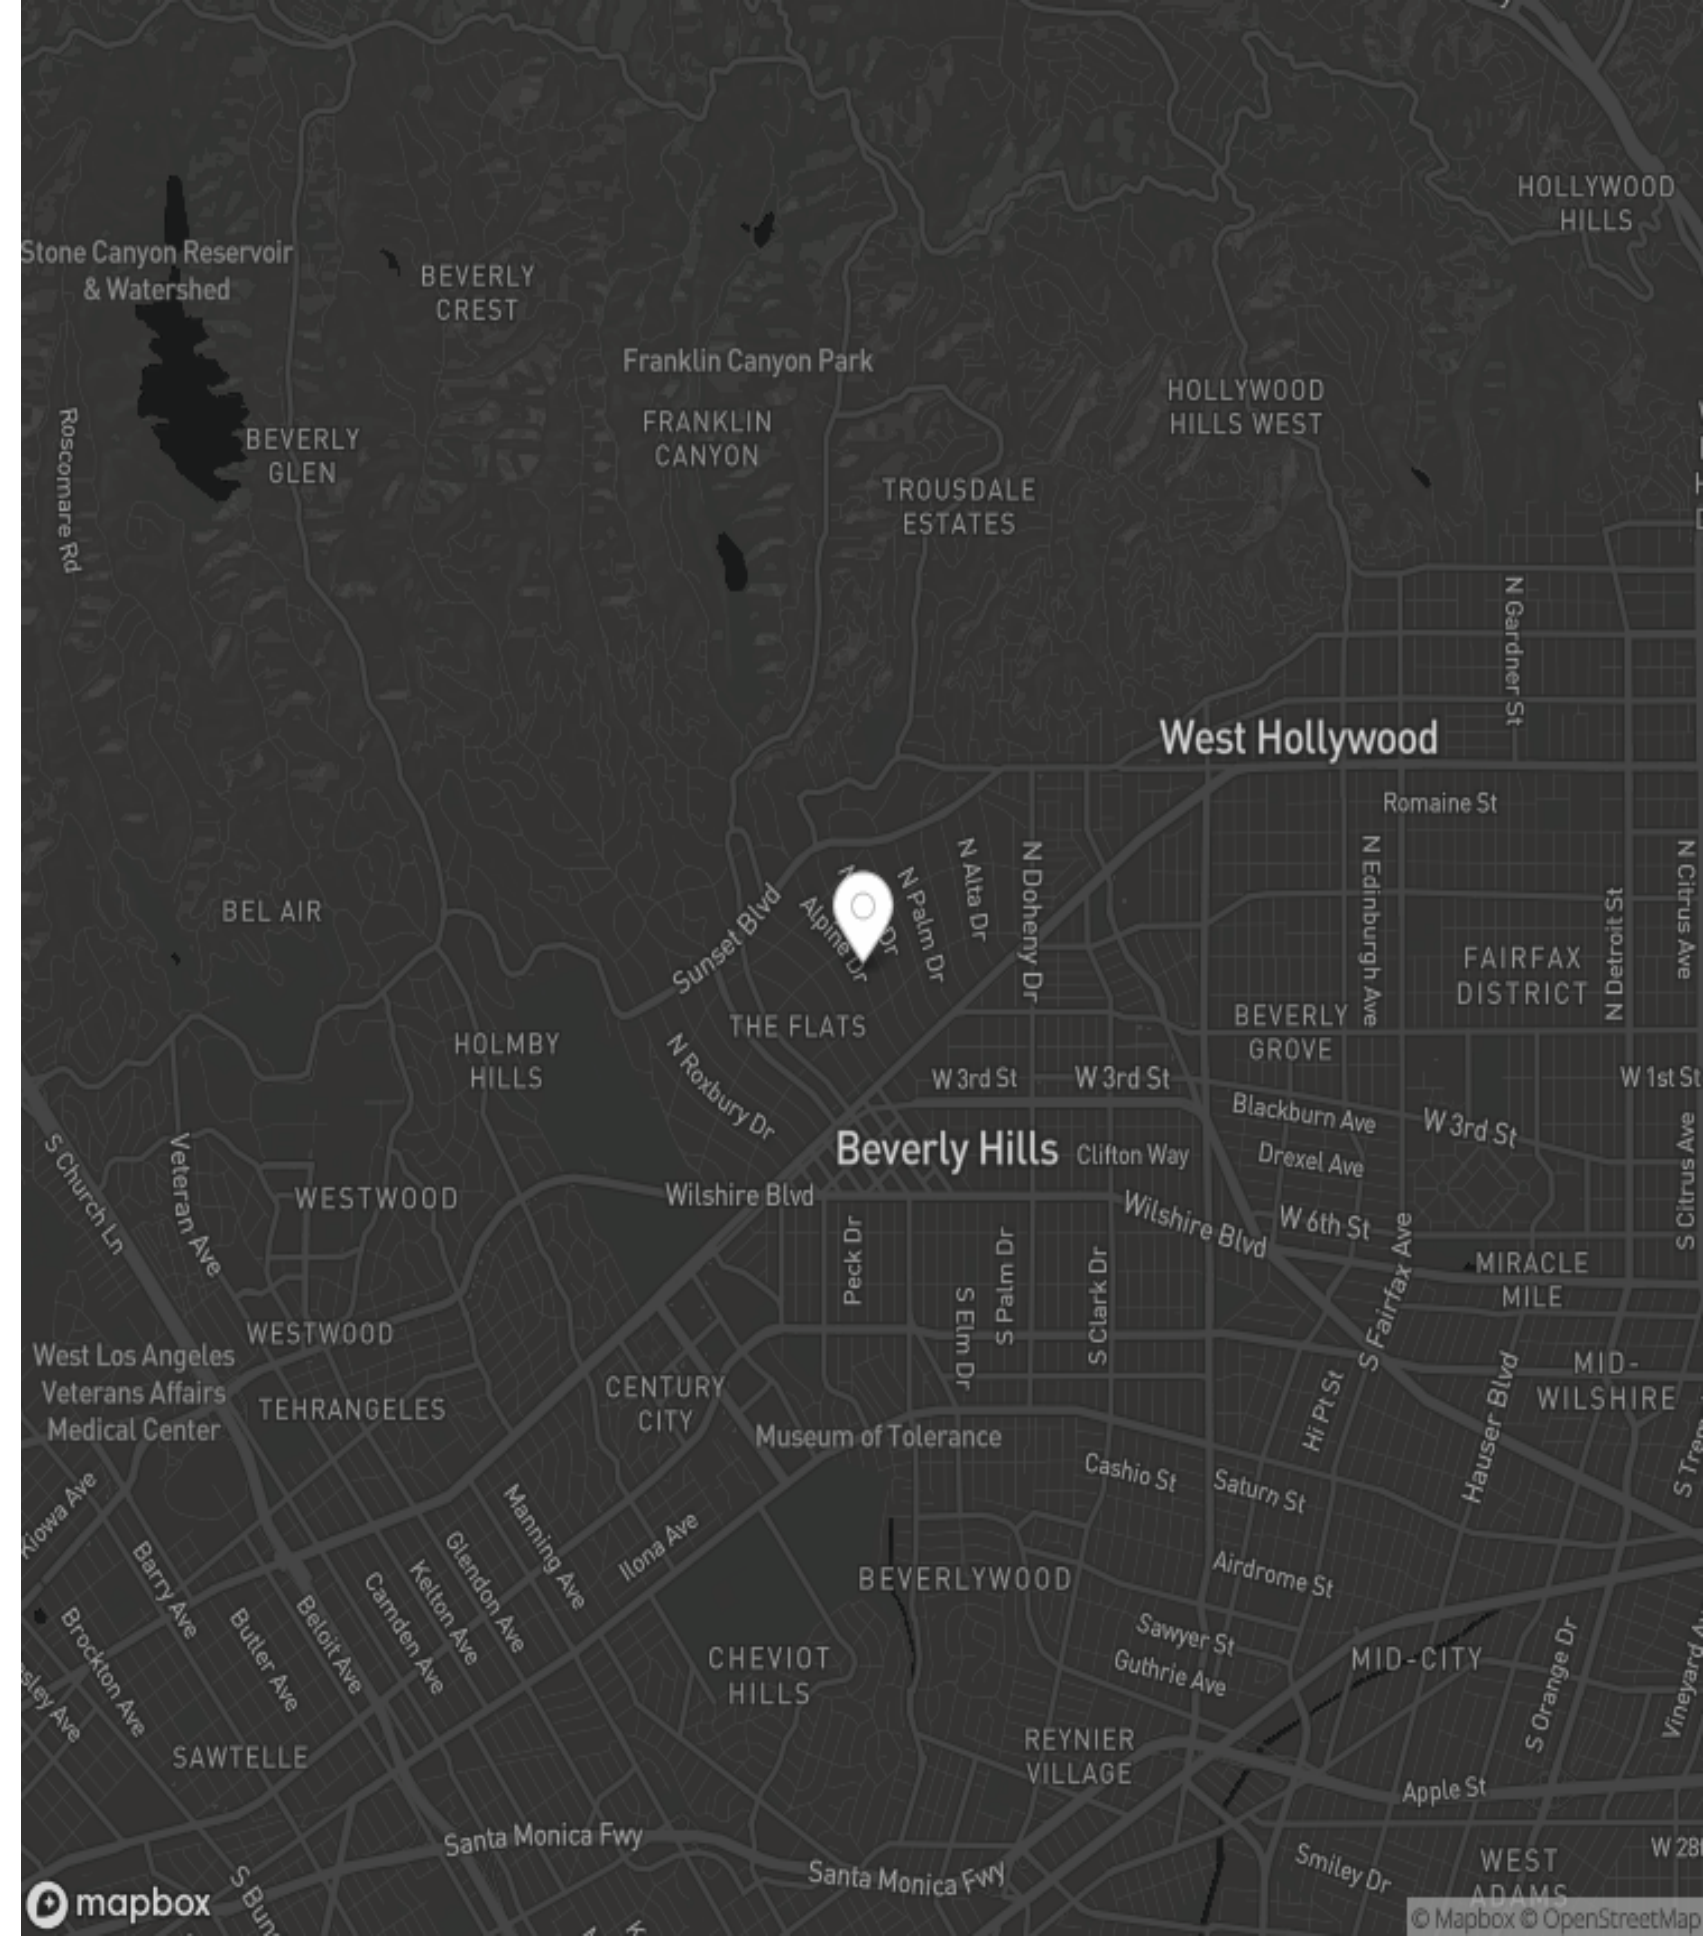 HOLLYWOOD
HILLS
Stone Canyon Reservoir
& Watershed
BEVERLY
CREST
Franklin Canyon Park
HOLLYWOOD
HILLS WEST
FRANKLIN
CANYON
Roscomare Rd
BEVERLY
GLEN
TROUSDALE
ESTATES
N Gardner St
West Hollywood
Romaine St
N Alta Dr
N Doheny Dr
N Edinburgh Ave
N Citrus Ave
N Palm Dr
Alpine Dr
N
Dr
Sunset Blvd
BEL AIR
N Detroit St
FAIRFAX
DISTRICT
THE FLATS
BEVERLY
GROVE
HOLMBY
HILLS
N Roxbury Dr
W 3rd St
W 3rd St
W 1st St
Blackburn Ave
W 3rd St
S Citrus Ave
Beverly Hills
Clifton Way
Drexel Ave
S Church Ln
Veteran Ave
WESTWOOD
Wilshire Blvd
Wilshire Blvd
W 6th St
S Fairfax Ave
Peck Dr
S Palm Dr
S Clark Dr
S Elm Dr
MIRACLE
MILE
WESTWOOD
West Los Angeles
Veterans Affairs
Medical Center
TEHRANGELES
CENTURY
CITY
MID-
WILSHIRE
Hi Pt St
Hauser Blvd
Museum of Tolerance
Cashio St
Saturn St
S Trem
Kiowa Ave
Manning Ave
Ilona Ave
Glendon Ave
Kelton Ave
Camden Ave
Beloit Ave
Butler Ave
Barry Ave
Brockton Ave
sley Ave
BEVERLYWOOD
Airdrome St
Sawyer St
Guthrie Ave
MID-CITY
S Orange Dr
Vineyard A
CHEVIOT
HILLS
REYNIER
VILLAGE
SAWTELLE
Apple St
Santa Monica Fwy
Santa Monica Fwy
Smiley Dr
W 28t
WEST
ADAMS
S Bun
mapbox
© Mapbox © OpenStreetMap